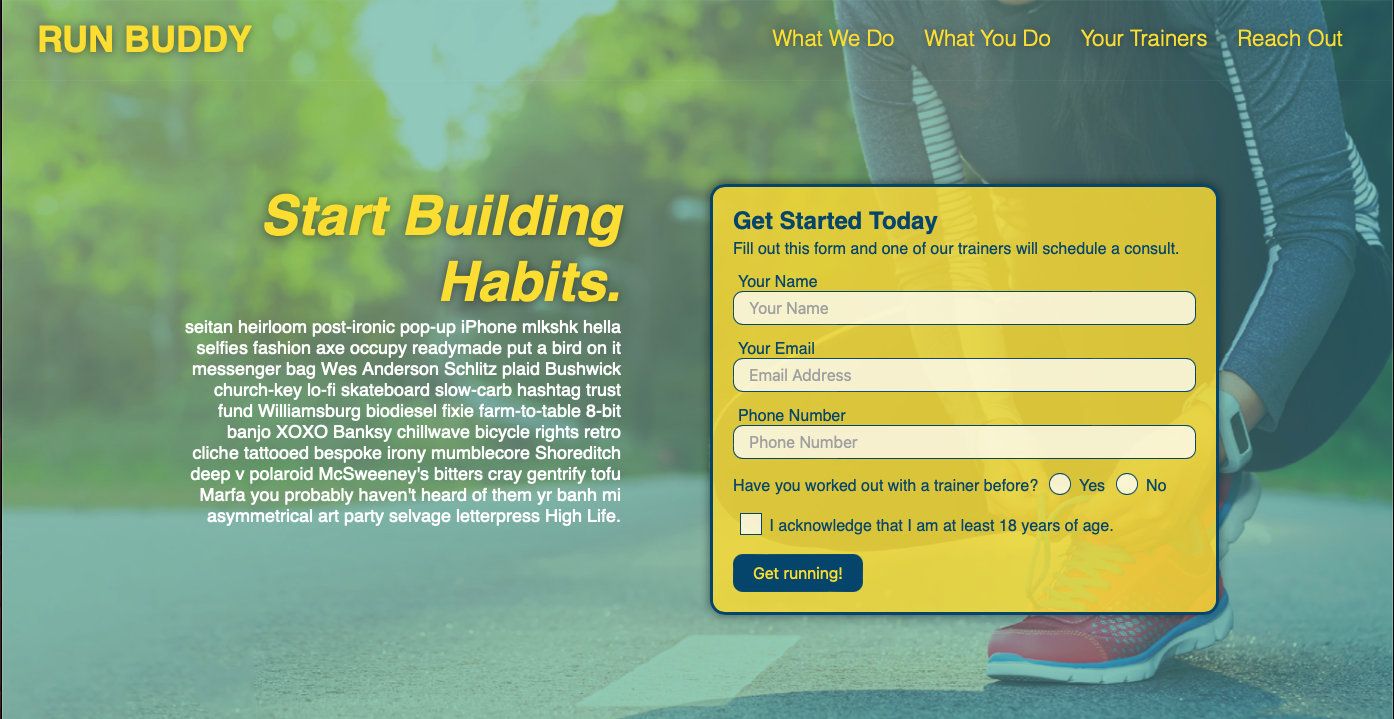 RUN BUDDY
What We Do What You Do Your Trainers Reach Out
Start Building
Habits.
seitan heirloom post-ironic pop-up iPhone mlkshk hella
selfies fashion axe occupy readymade put a bird on it
messenger bag Wes Anderson Schlitz plaid Bushwick
church-key lo-fi skateboard slow-carb hashtag trust
fund Williamsburg biodiesel fixie farm-to-table 8-bit
banjo XOXO Banksy chillwave bicycle rights retro
cliche tattooed bespoke irony mumblecore Shoreditch
deep v polaroid McSweeney's bitters cray gentrify tofu
Marfa you probably haven't heard of them yr banh mi
asymmetrical art party selvage letterpress High Life.
Get Started Today
Fill out this form and one of our trainers will schedule a consult.
Your Name
Your Name
Your Email
Email Address
Phone Number
Phone Number
Have you worked out with a trainer before? Yes No
I acknowledge that I am at least 18 years of age.
Get running!